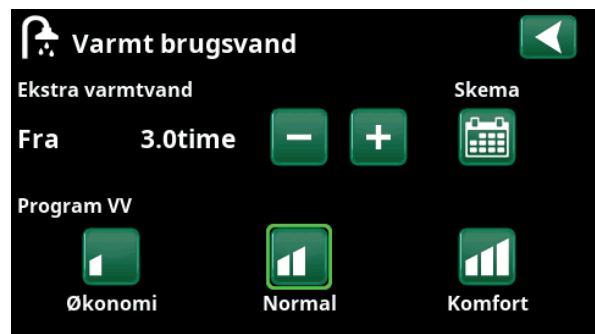 Varmt brugsvand
Ekstra varmtvand Skema
Fra 3.0time
Program VV
Økonomi Normal Komfort